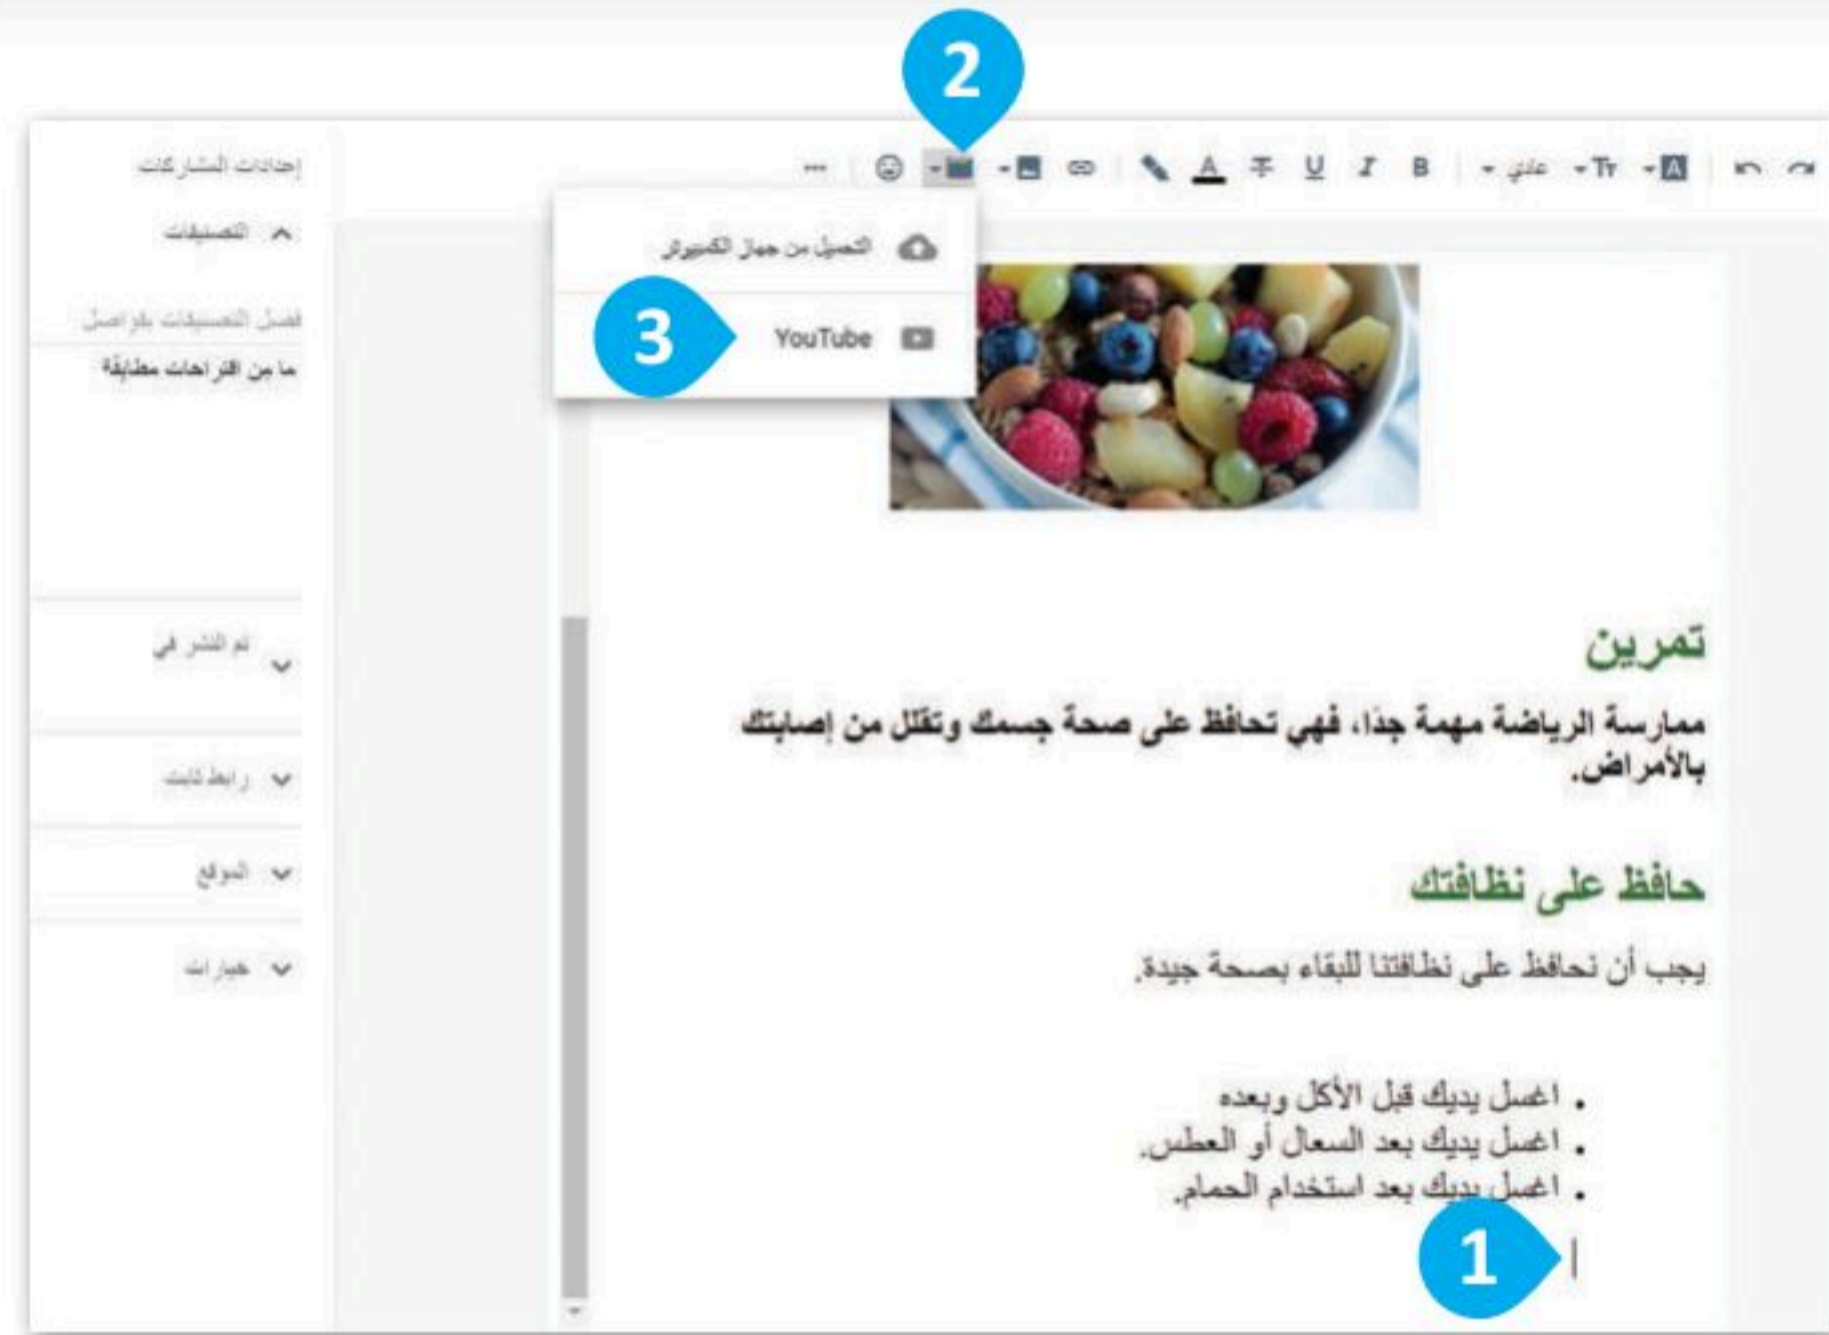 2
إعدادات المشاركات
عادي
التصنيفات
التحميل من جهاز الكمبيوتر
فصل التصنيفات بفواصل
3
YouTube
ما من اقتراحات مطابقة
تم النشر في
تمرين
ممارسة الرياضة مهمة جدًا، فهي تحافظ على صحة جسمك وتقلل من إصابتك
بالأمراض.
رابط ثابت
الموقع
حافظ على نظافتك
خيارات
يجب أن نحافظ على نظافتنا للبقاء بصحة جيدة.
• اغسل يديك قبل الأكل وبعده
• اغسل يديك بعد السعال أو العطس.
• اغسل يديك بعد استخدام الحمام.
1